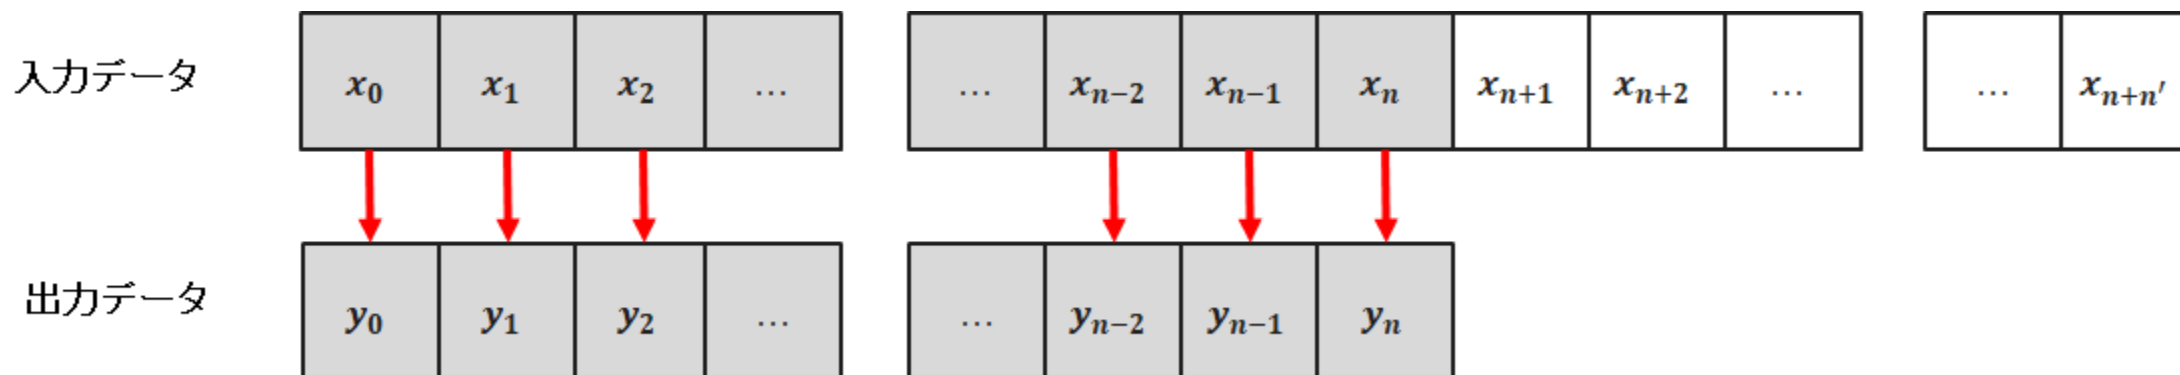 入力データ x₀ x₁ x₂ … … xₙ₋₂ xₙ₋₁ xₙ xₙ₊₁ xₙ₊₂ … … xₙ₊ₙ′
出力データ y₀ y₁ y₂ … … yₙ₋₂ yₙ₋₁ yₙ